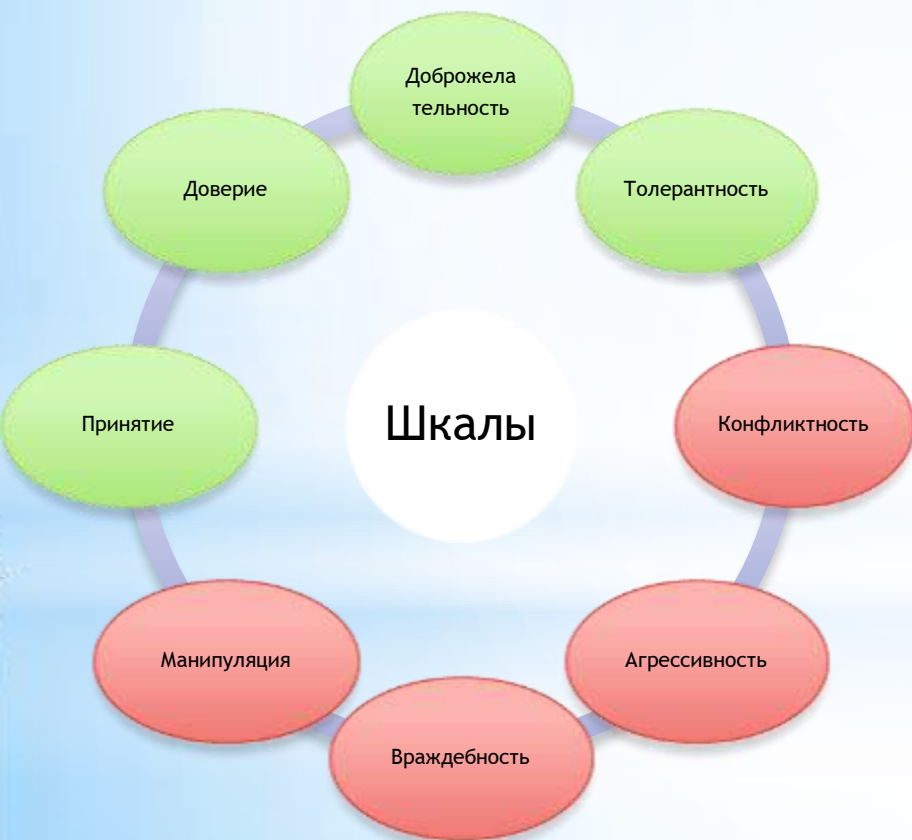 Доброжела
тельность
Доверие
Толерантность
Принятие
Шкалы
Конфликтность
Манипуляция
Агрессивность
Враждебность